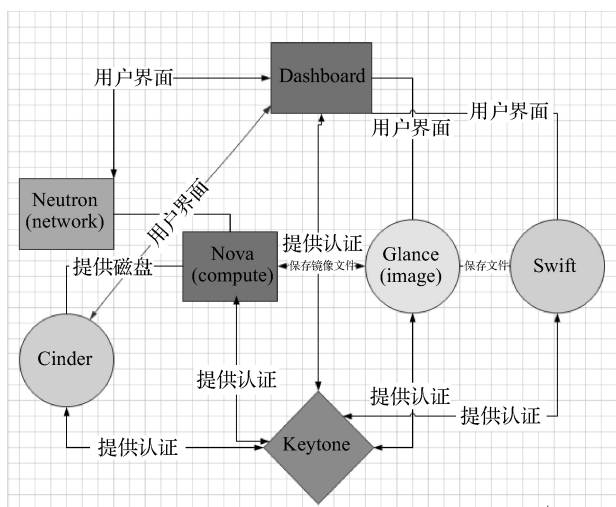 用户界面
Dashboard
用户界面
用户界面
Neutron
(network)
用户界面
Nova
(compute)
提供认证
Glance
(image)
Swift
提供磁盘
保存镜像文件
保存文件
Cinder
提供认证
提供认证
提供认证
提供认证
Keytone